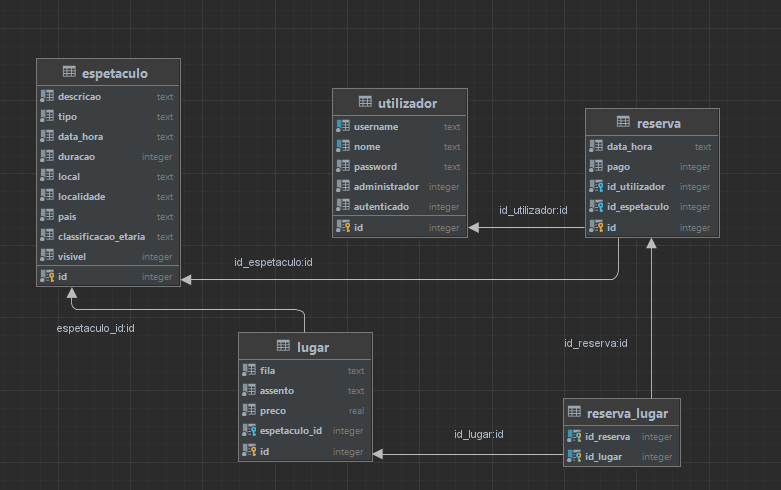 espetaculo
descricao text
tipo text
data_hora text
duracao integer
local text
localidade text
pais text
classificacao_etaria text
visivel integer
id integer
utilizador
username text
nome text
password text
administrador integer
autenticado integer
id integer
reserva
data_hora text
pago integer
id_utilizador integer
id_espetaculo integer
id integer
id_utilizador:id
id_espetaculo:id
espetaculo_id:id
lugar
fila text
assento text
preco real
espetaculo_id integer
id integer
id_reserva:id
id_lugar:id
reserva_lugar
id_reserva integer
id_lugar integer